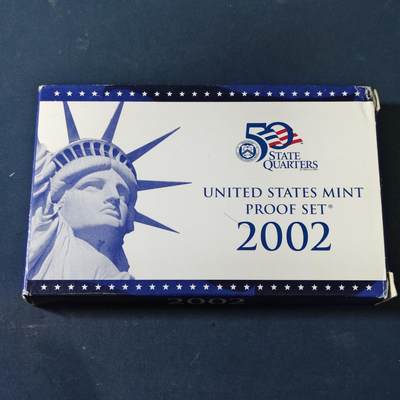 50
STATE
QUARTERS
UNITED STATES MINT
PROOF SET®
2002
2002